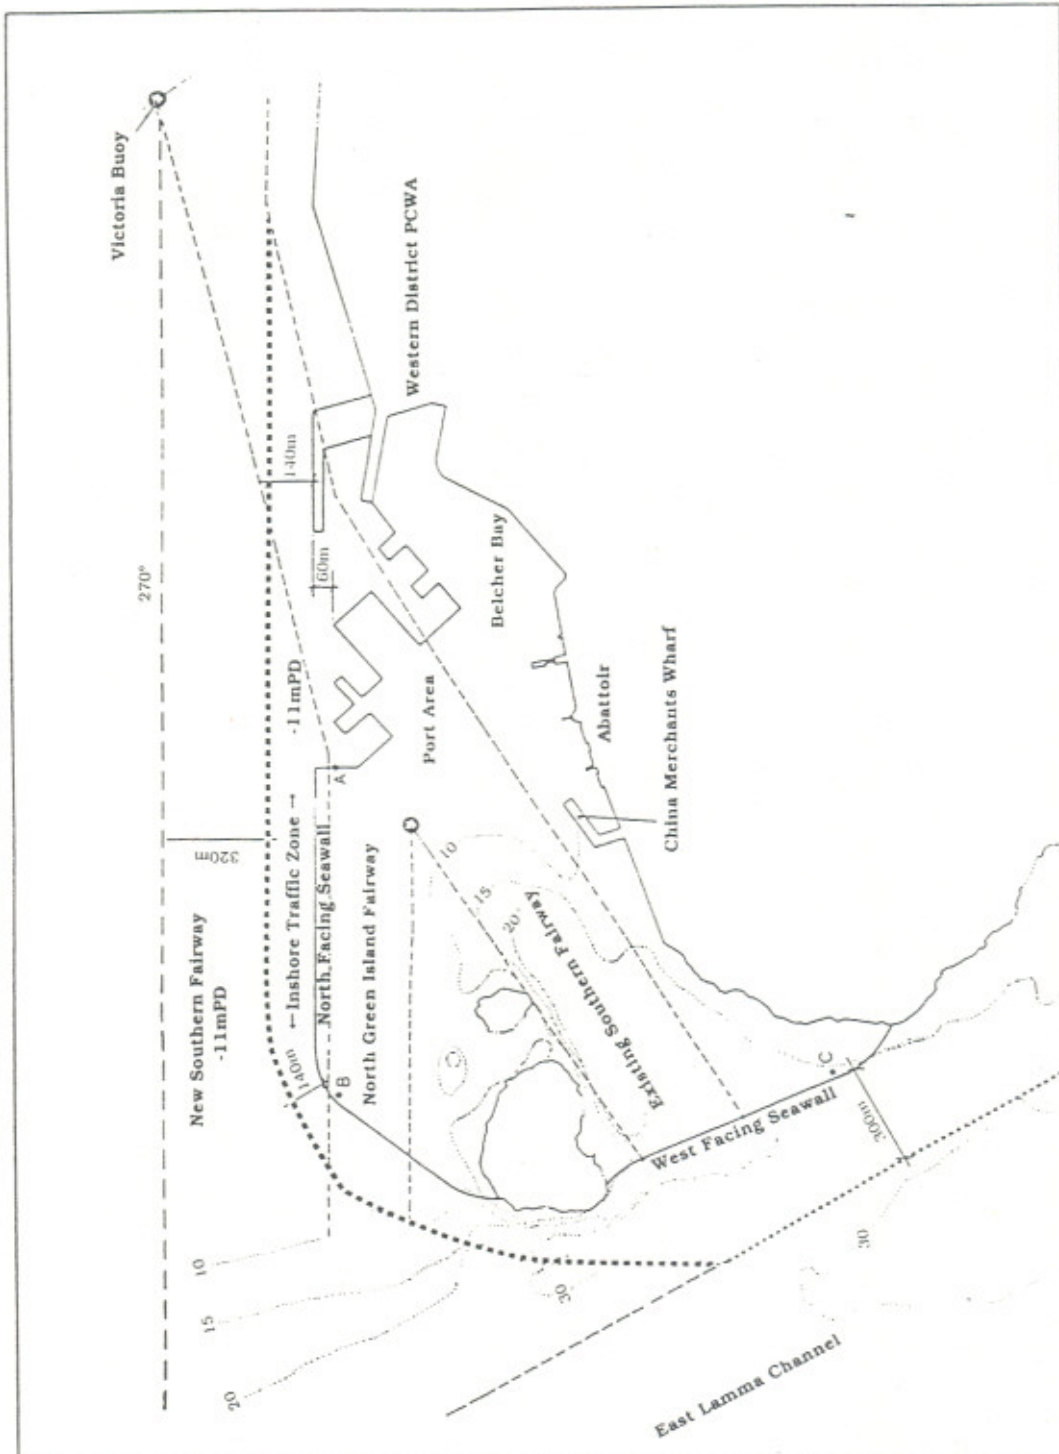 Victoria Buoy
270°
Western District PCWA
140m
60m
Belcher Bay
-11mPD
Port Area
Abattoir
China Merchants Wharf
A
320m
← Inshore Traffic Zone →
North Facing Seawall
New Southern Fairway
-11mPD
North Green Island Fairway
10
15
20
Existing Southern Fairway
140m
B
C
West Facing Seawall
300m
30
30
10
15
20
East Lamma Channel